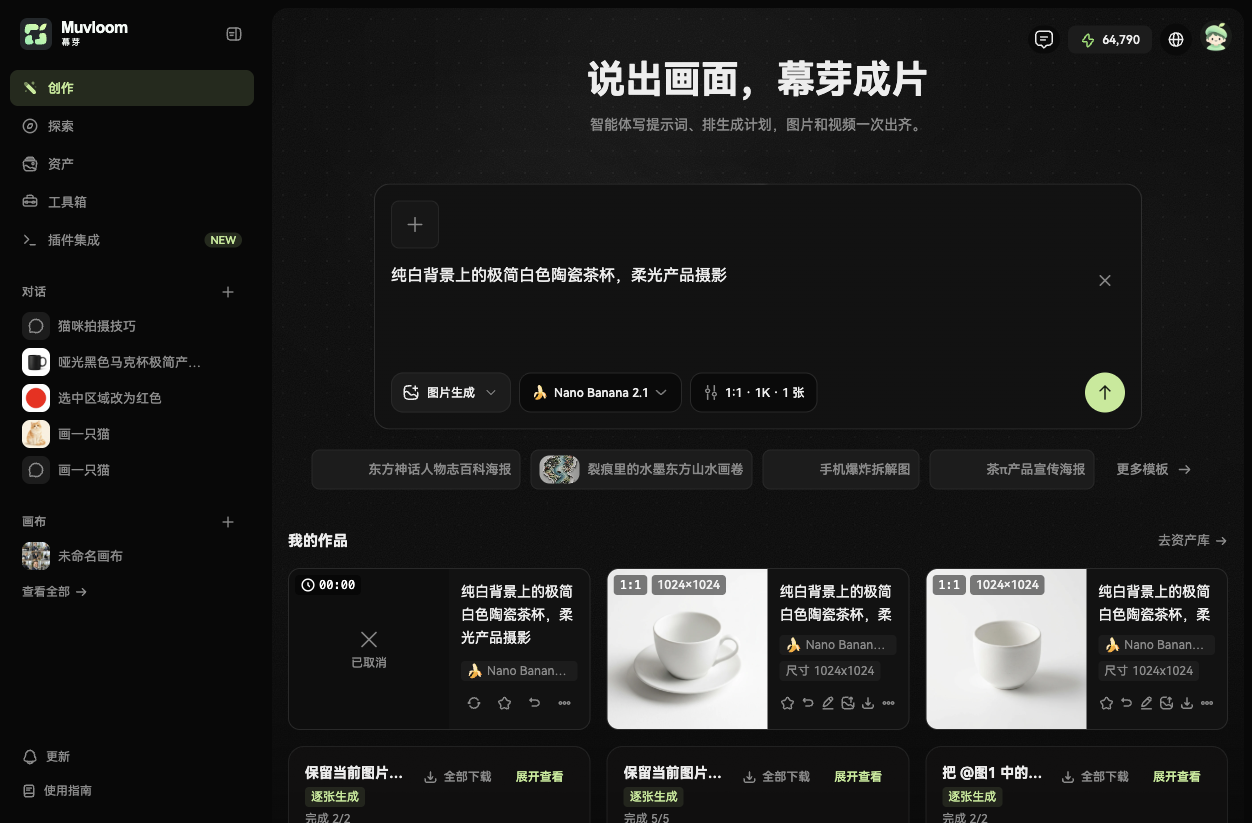 Muvloom
幕芽
创作
探索
资产
工具箱
插件集成 NEW
对话
猫咪拍摄技巧
哑光黑色马克杯极简产...
选中区域改为红色
画一只猫
画一只猫
画布
未命名画布
查看全部
更新
使用指南
64,790
说出画面，幕芽成片
智能体写提示词、排生成计划，图片和视频一次出齐。
纯白背景上的极简白色陶瓷茶杯，柔光产品摄影
图片生成 Nano Banana 2.1 1:1 · 1K · 1 张
东方神话人物志百科海报 裂痕里的水墨东方山水画卷 手机爆炸拆解图 茶π产品宣传海报 更多模板
我的作品 去资产库
00:00
已取消
纯白背景上的极简
白色陶瓷茶杯，柔
光产品摄影
Nano Banan...
1:1 1024×1024
纯白背景上的极简
白色陶瓷茶杯，柔
Nano Banan...
尺寸 1024x1024
1:1 1024×1024
纯白背景上的极简
白色陶瓷茶杯，柔
Nano Banan...
尺寸 1024x1024
保留当前图片... 全部下载 展开查看
逐张生成
完成 2/2
保留当前图片... 全部下载 展开查看
逐张生成
完成 5/5
把 @图1 中的... 全部下载 展开查看
逐张生成
完成 2/2